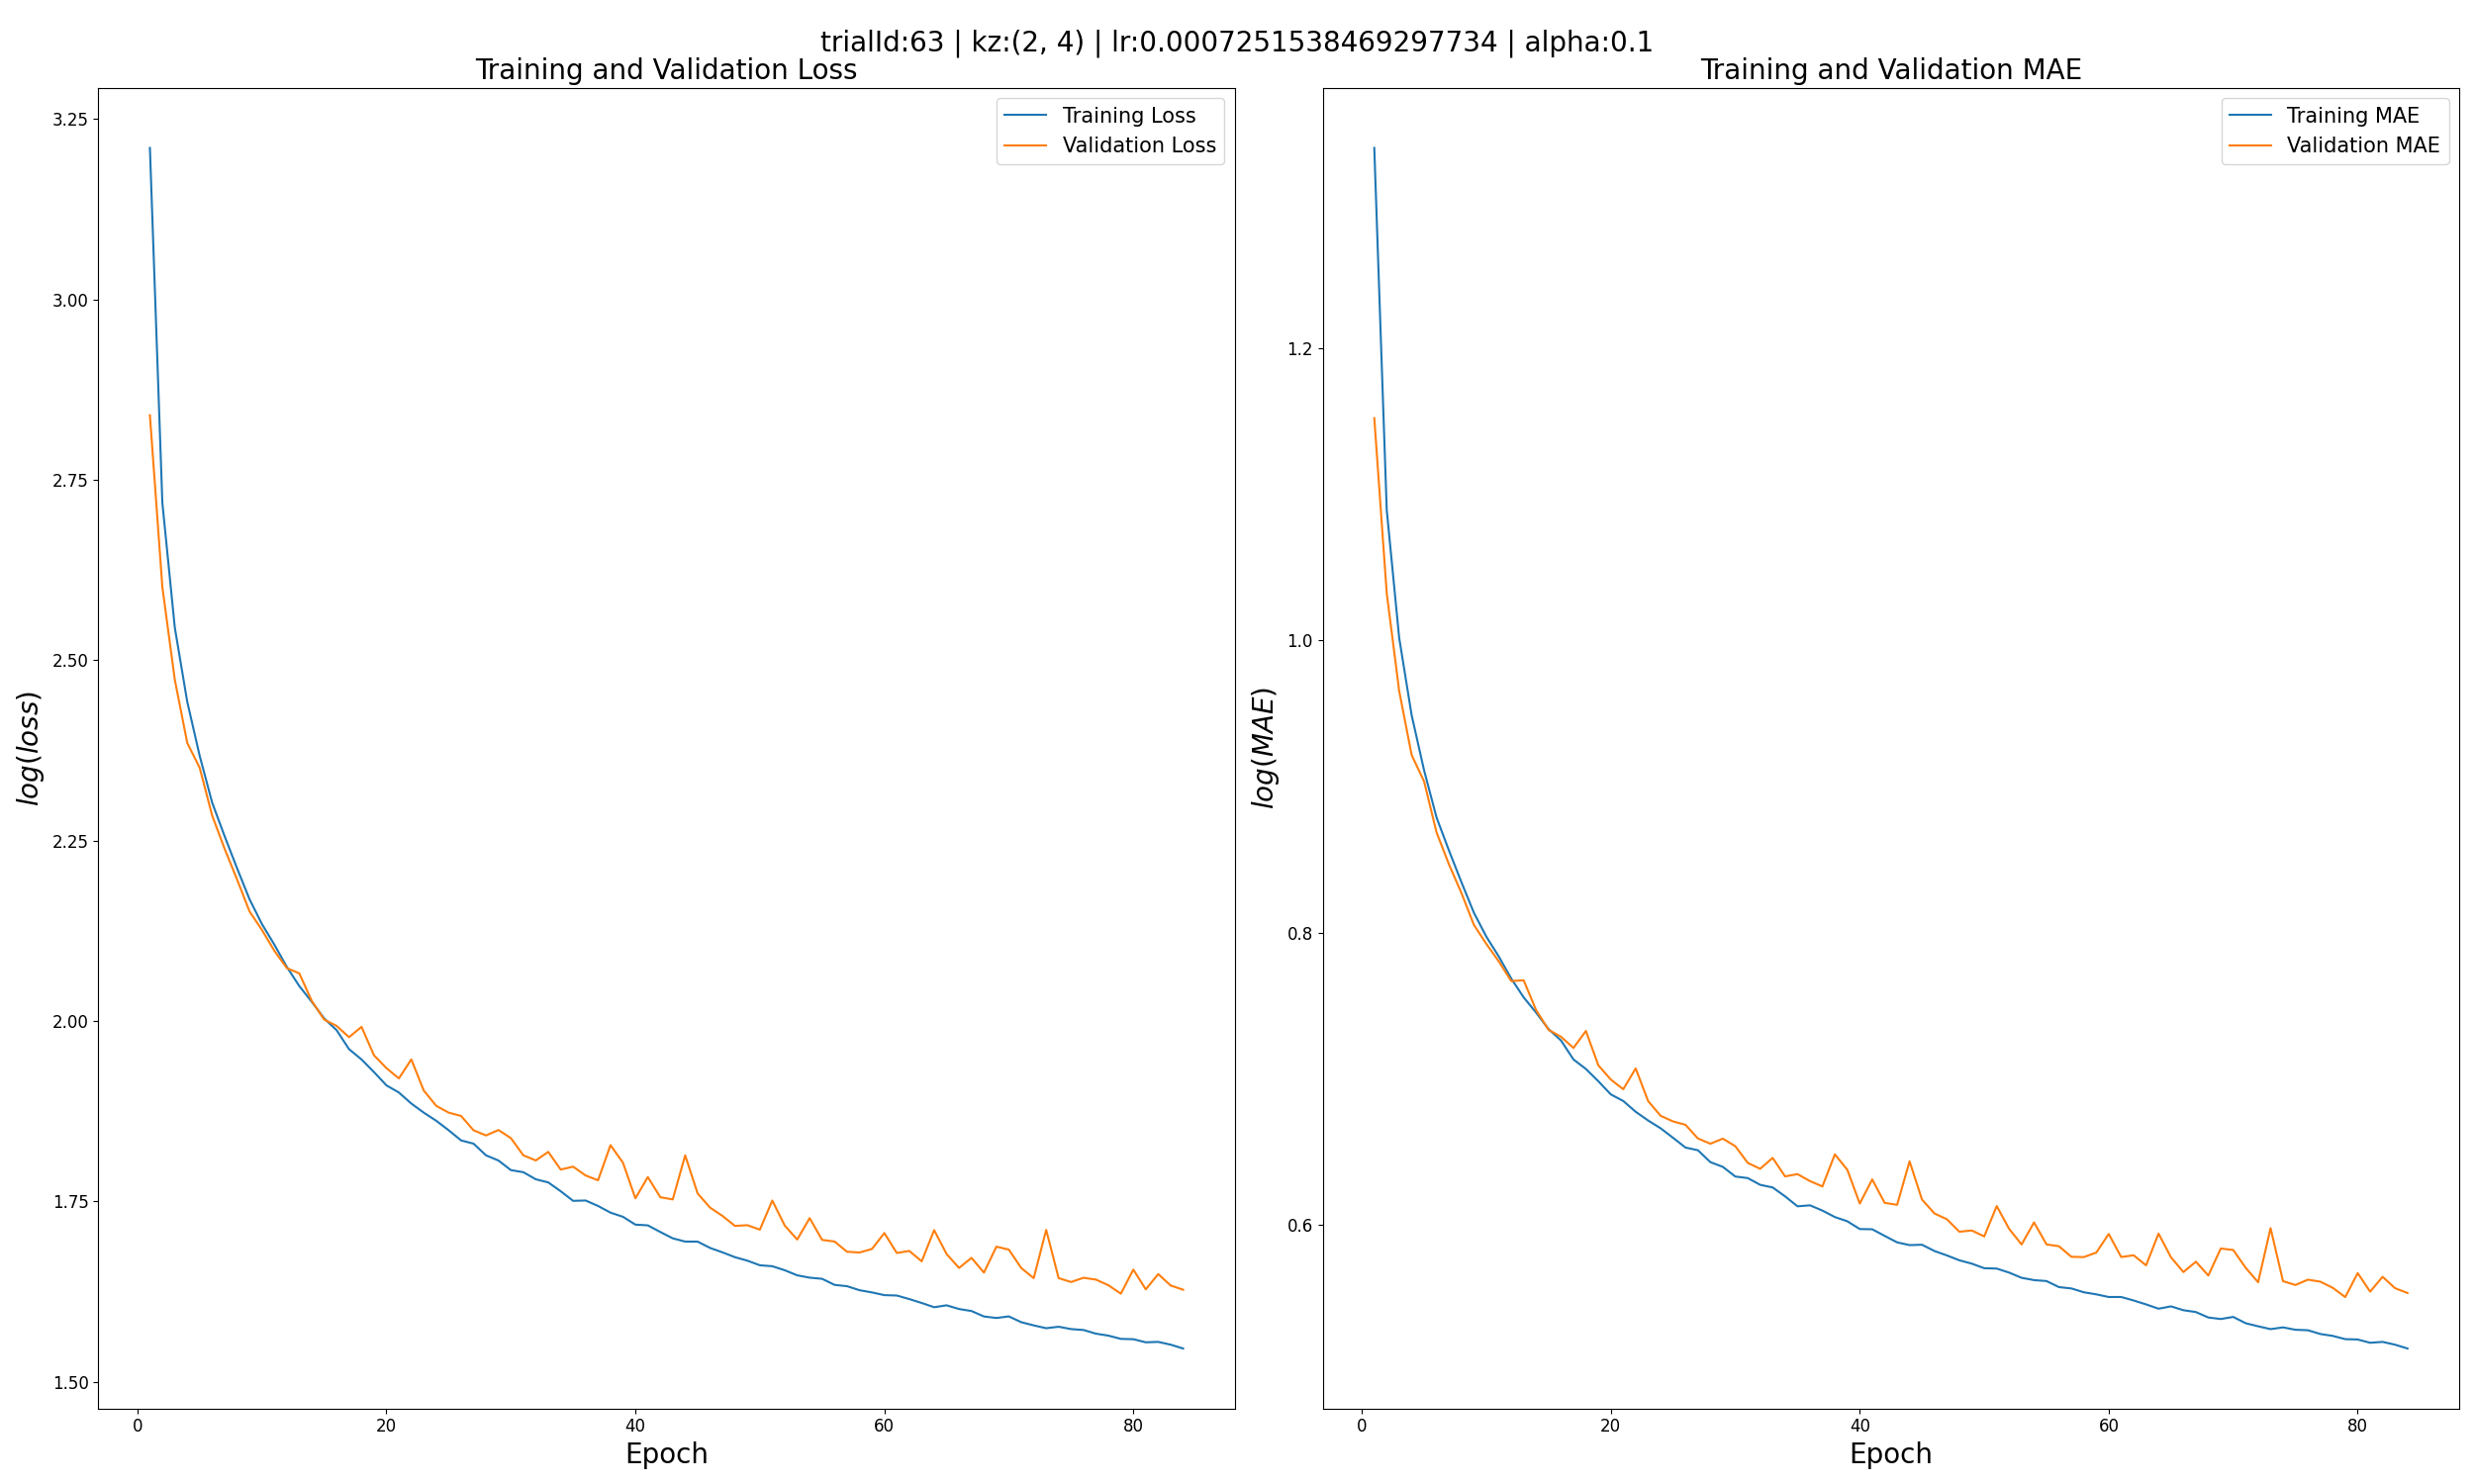 trialId:63 | kz:(2, 4) | lr:0.0007251538469297734 | alpha:0.1
Training and Validation Loss
Training Loss
Validation Loss
3.25
3.00
2.75
2.50
2.25
2.00
1.75
1.50
log(loss)
0 20 40 60 80
Epoch
Training and Validation MAE
Training MAE
Validation MAE
1.2
1.0
0.8
0.6
log(MAE)
0 20 40 60 80
Epoch